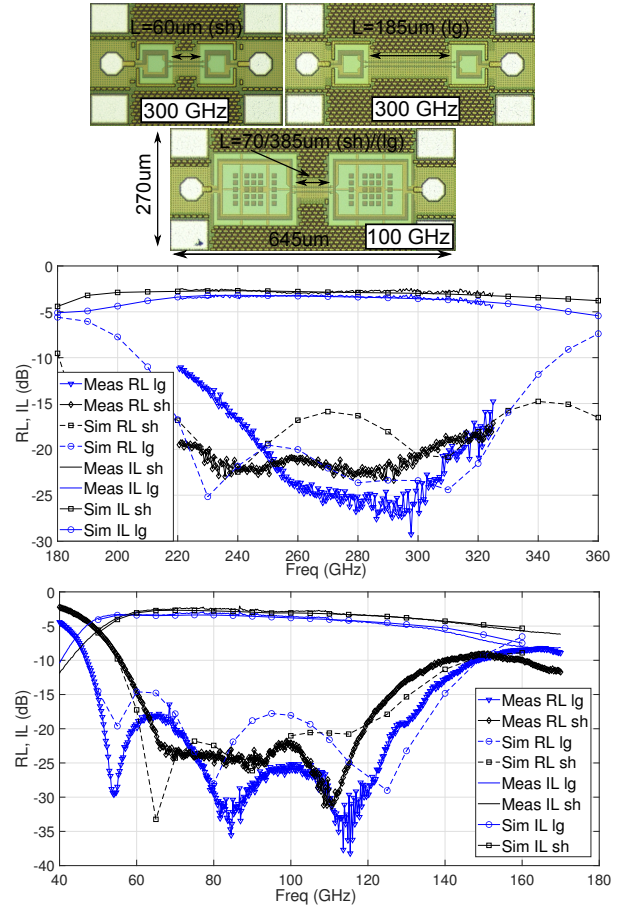 L=60um (sh)
L=185um (lg)
300 GHz
300 GHz
L=70/385um (sh)/(lg)
270um
100 GHz
645um
RL, IL (dB)
0
-5
-10
-15
-20
-25
-30
Meas RL lg
Meas RL sh
Sim RL sh
Sim RL lg
Meas IL sh
Meas IL lg
Sim IL sh
Sim IL lg
180 200 220 240 260 280 300 320 340 360
Freq (GHz)
RL, IL (dB)
0
-5
-10
-15
-20
-25
-30
-35
-40
Meas RL lg
Meas RL sh
Sim RL lg
Sim RL sh
Meas IL lg
Meas IL sh
Sim IL lg
Sim IL sh
40 60 80 100 120 140 160 180
Freq (GHz)